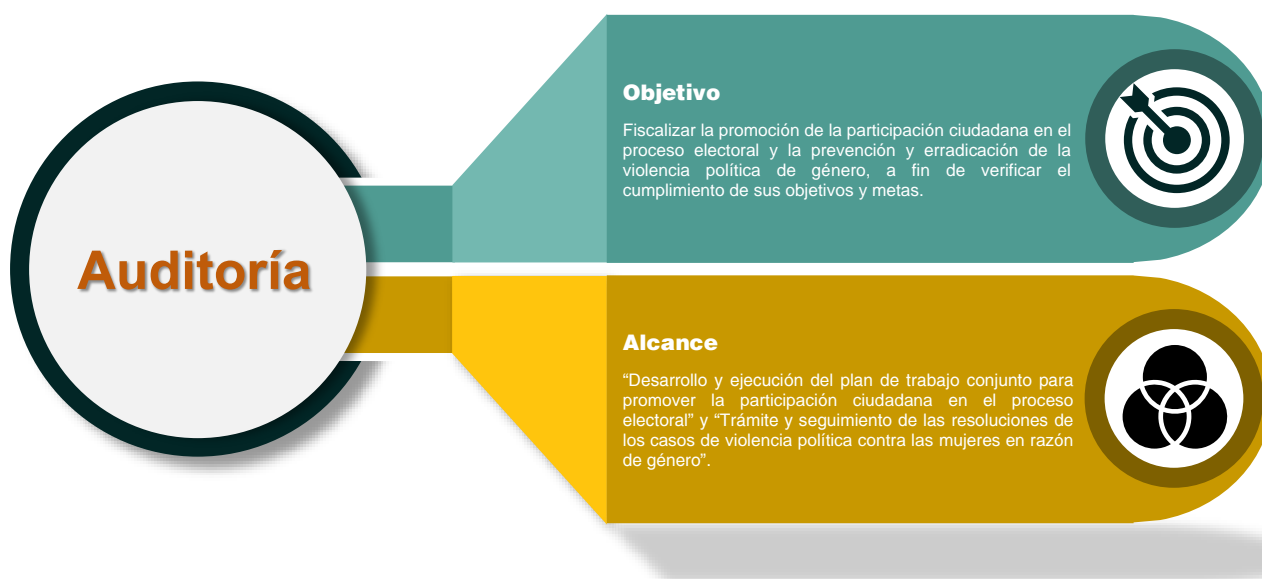 Auditoría
Objetivo
Fiscalizar la promoción de la participación ciudadana en el
proceso electoral y la prevención y erradicación de la
violencia política de género, a fin de verificar el
cumplimiento de sus objetivos y metas.
Alcance
“Desarrollo y ejecución del plan de trabajo conjunto para
promover la participación ciudadana en el proceso
electoral” y “Trámite y seguimiento de las resoluciones de
los casos de violencia política contra las mujeres en razón
de género”.